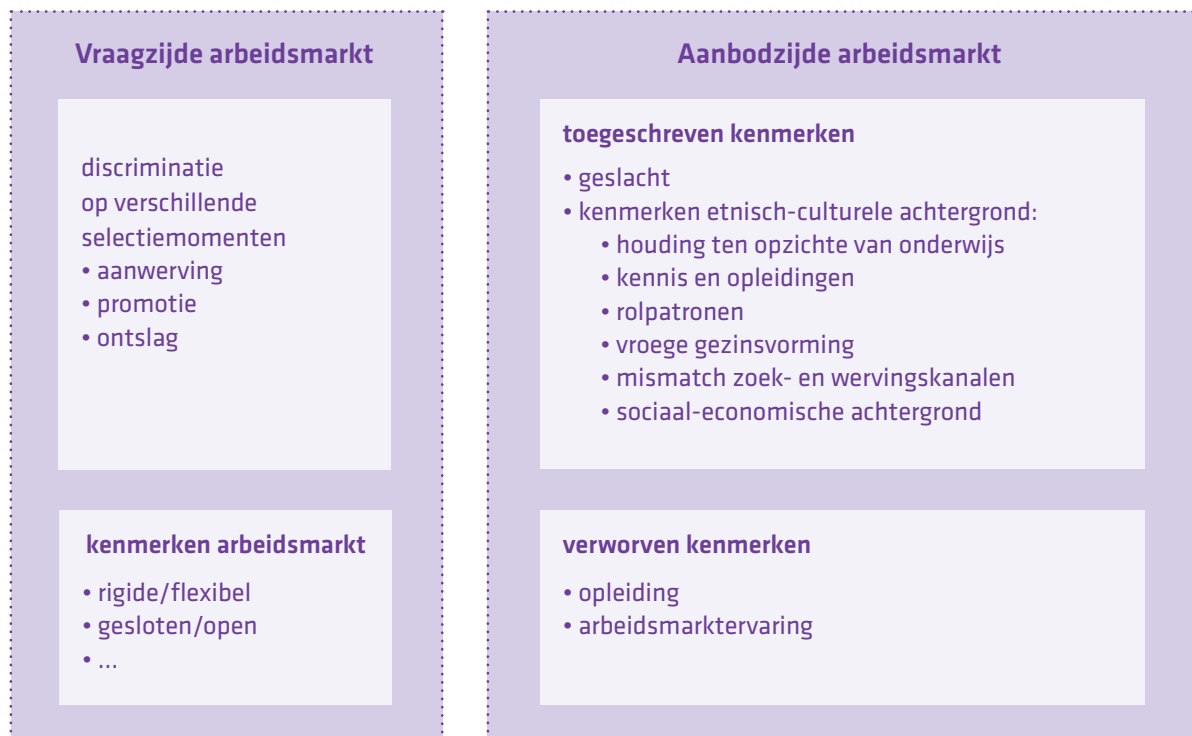 Vraagzijde arbeidsmarkt
discriminatie
op verschillende
selectiemomenten
• aanwerving
• promotie
• ontslag
kenmerken arbeidsmarkt
• rigide/flexibel
• gesloten/open
• ...
Aanbodzijde arbeidsmarkt
toegeschreven kenmerken
• geslacht
• kenmerken etnisch-culturele achtergrond:
• houding ten opzichte van onderwijs
• kennis en opleidingen
• rolpatronen
• vroege gezinsvorming
• mismatch zoek- en wervingskanalen
• sociaal-economische achtergrond
verworven kenmerken
• opleiding
• arbeidsmarktervaring